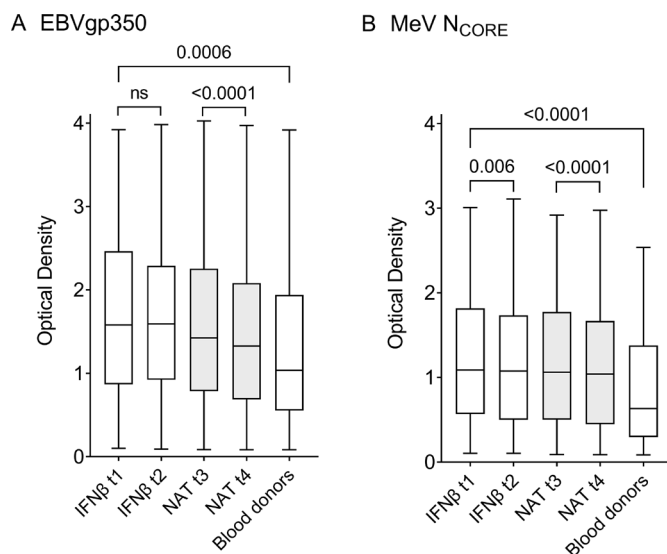 A EBVgp350
0.0006
ns
<0.0001
4
3
2
1
0
Optical Density
IFNβ t1
IFNβ t2
NAT t3
NAT t4
Blood donors
B MeV NCORE
<0.0001
0.006
<0.0001
4
3
2
1
0
Optical Density
IFNβ t1
IFNβ t2
NAT t3
NAT t4
Blood donors